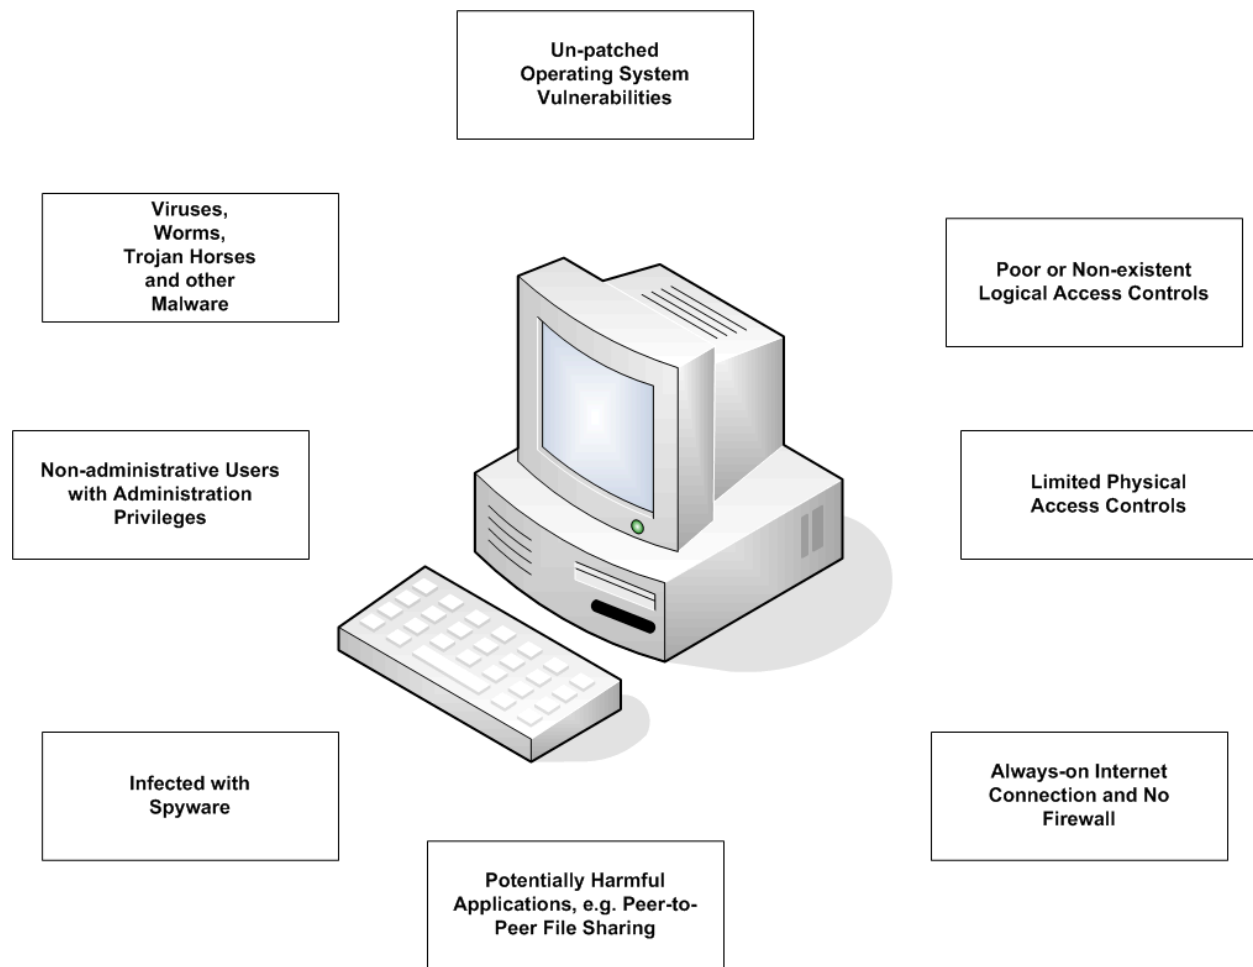 Un-patched
Operating System
Vulnerabilities
Viruses,
Worms,
Trojan Horses
and other
Malware
Poor or Non-existent
Logical Access Controls
Non-administrative Users
with Administration
Privileges
Limited Physical
Access Controls
Infected with
Spyware
Always-on Internet
Connection and No
Firewall
Potentially Harmful
Applications, e.g. Peer-to-
Peer File Sharing